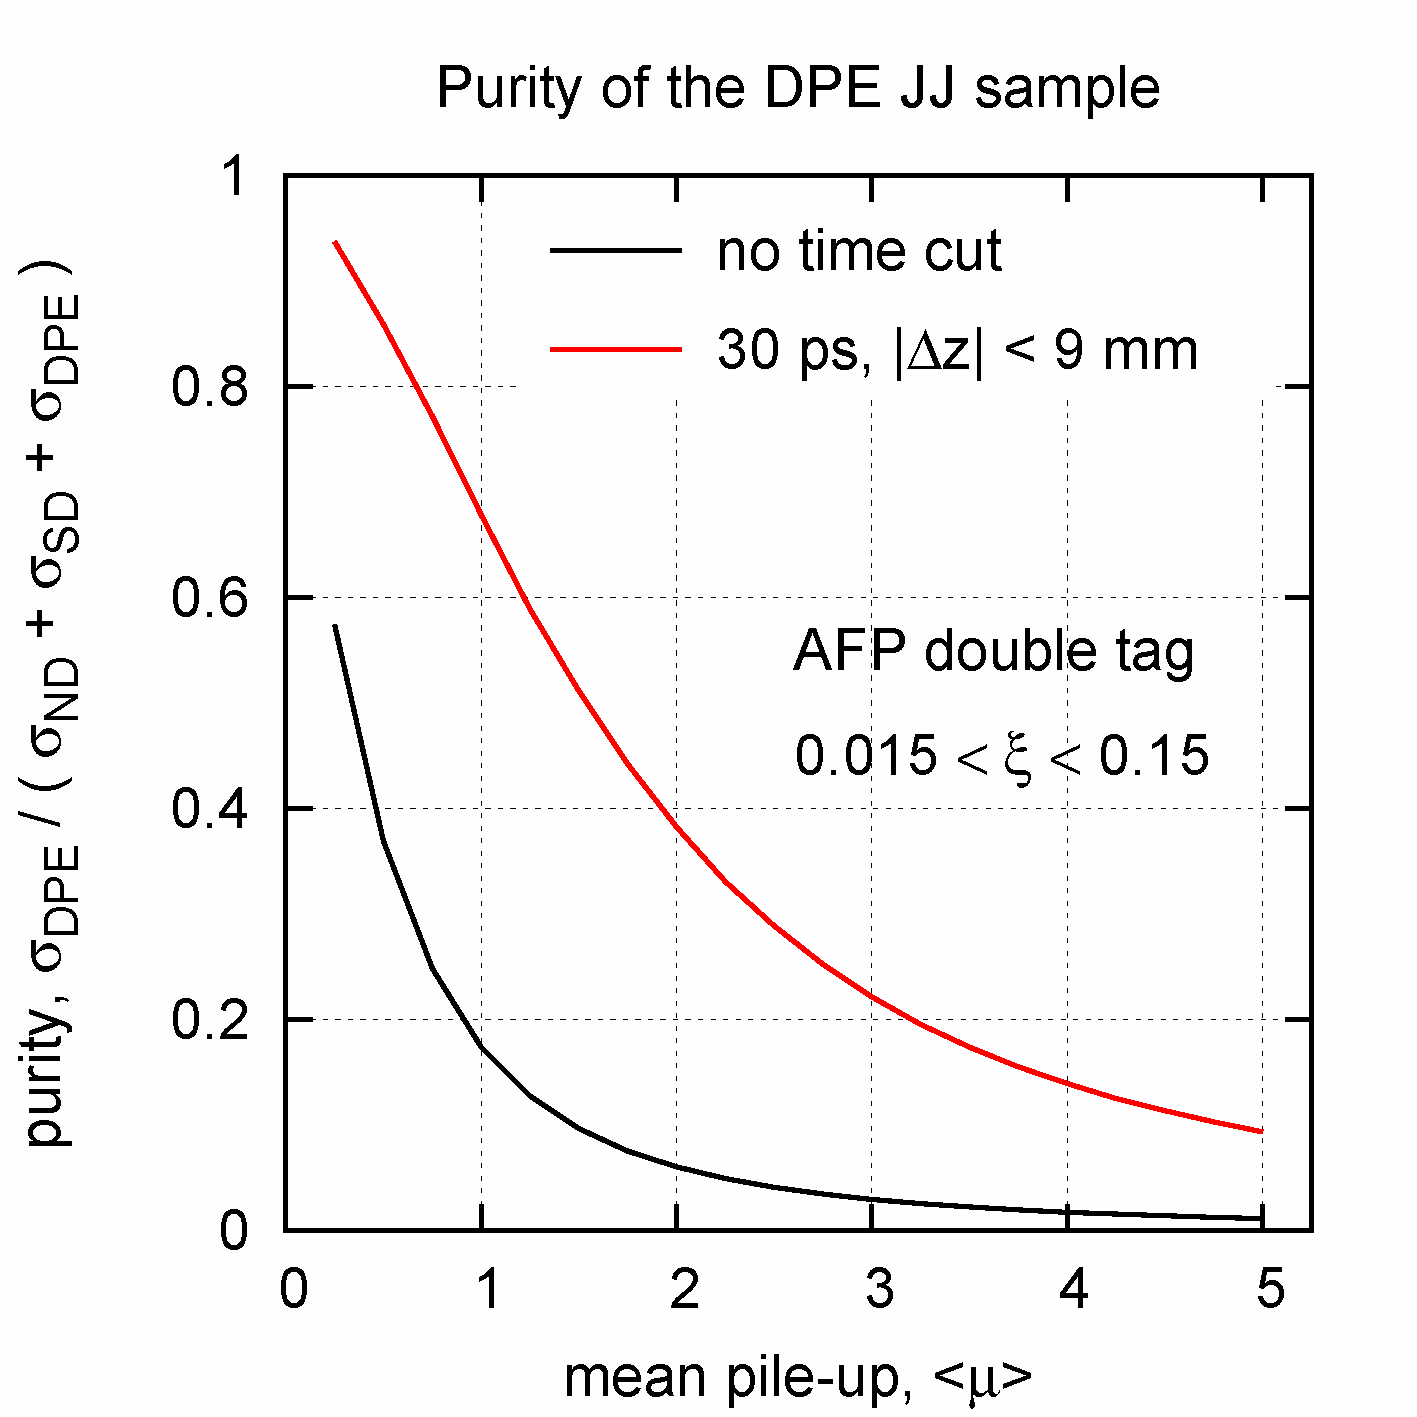 Purity of the DPE JJ sample
purity, σDPE / ( σND + σSD + σDPE )
1
0.8
0.6
0.4
0.2
0
no time cut
30 ps, |Δz| < 9 mm
AFP double tag
0.015 < ξ < 0.15
0 1 2 3 4 5
mean pile-up, <μ>